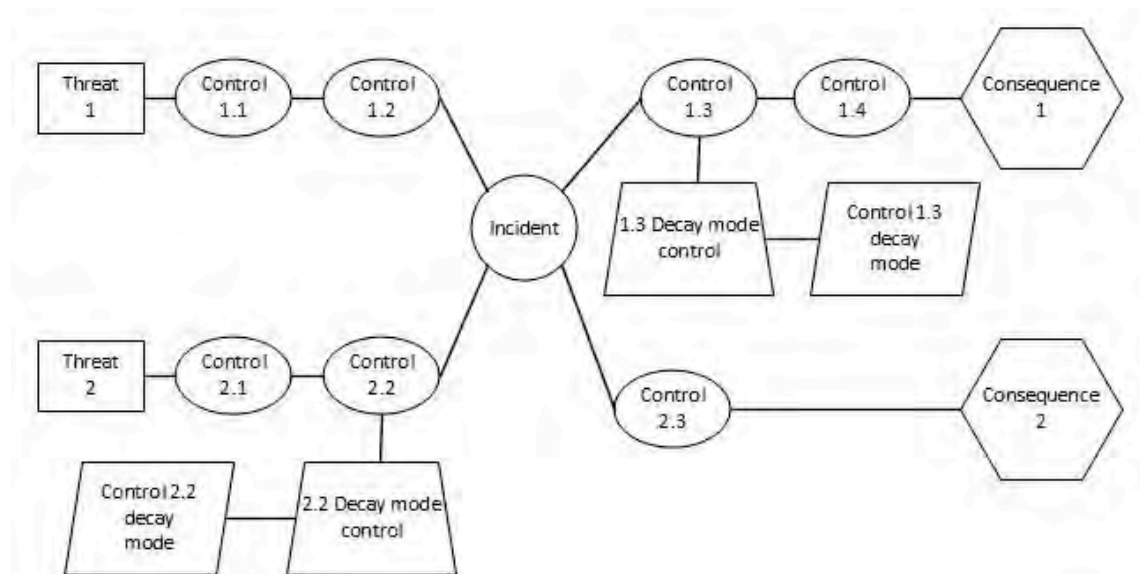 Threat
1
Control
1.1
Control
1.2
Control
1.3
Control
1.4
Consequence
1
Incident
1.3 Decay mode
control
Control 1.3
decay
mode
Threat
2
Control
2.1
Control
2.2
Control
2.3
Consequence
2
Control 2.2
decay
mode
2.2 Decay mode
control